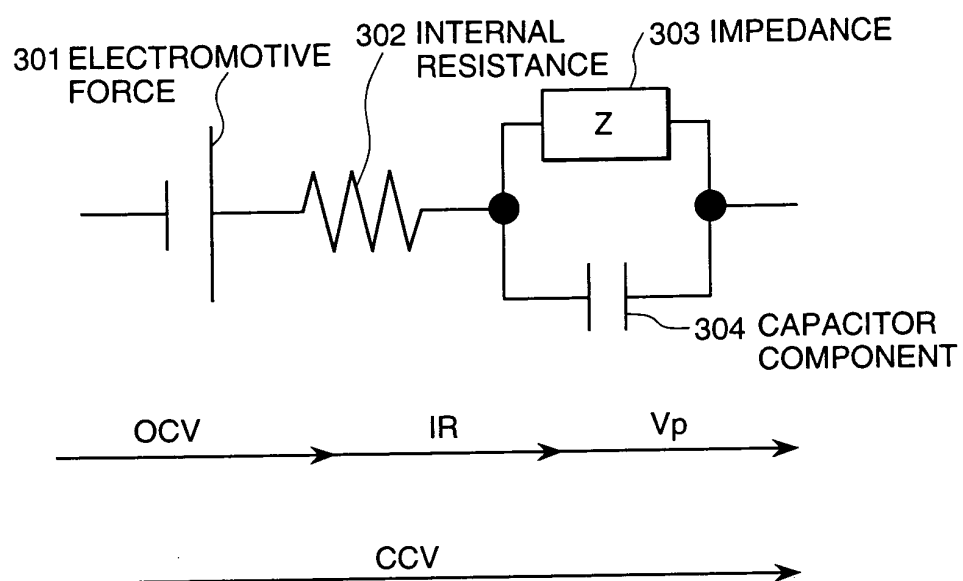 301 ELECTROMOTIVE
FORCE
302 INTERNAL
RESISTANCE
303 IMPEDANCE
Z
304 CAPACITOR
COMPONENT
OCV
IR
Vp
CCV